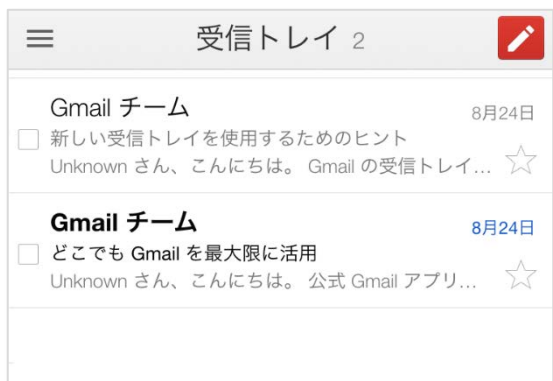 受信トレイ 2
Gmail チーム
8月24日
新しい受信トレイを使用するためのヒント
Unknown さん、こんにちは。 Gmail の受信トレイ...
Gmail チーム
8月24日
どこでも Gmail を最大限に活用
Unknown さん、こんにちは。 公式 Gmail アプリ...